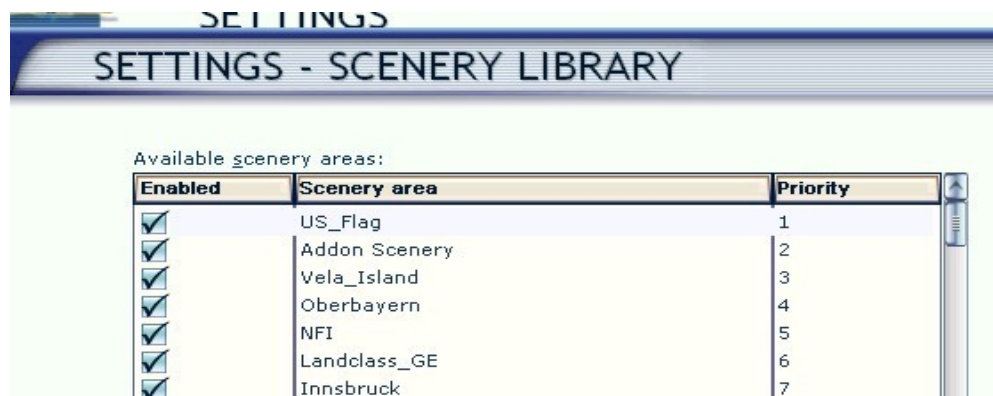 SETTINGS
SETTINGS - SCENERY LIBRARY
Available scenery areas:
Enabled Scenery area Priority
US_Flag 1
Addon Scenery 2
Vela_Island 3
Oberbayern 4
NFI 5
Landclass_GE 6
Innsbruck 7